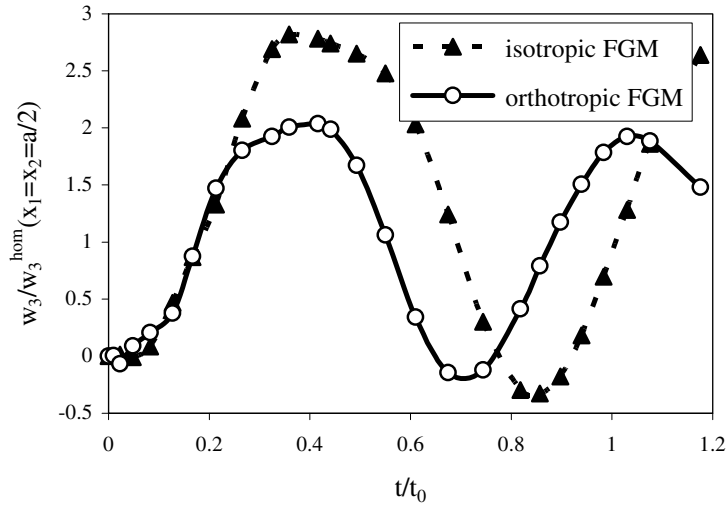 w₃/w₃ʰᵒᵐ(x₁=x₂=a/2)
3
2.5
2
1.5
1
0.5
0
-0.5
isotropic FGM
orthotropic FGM
0 0.2 0.4 0.6 0.8 1 1.2
t/t₀